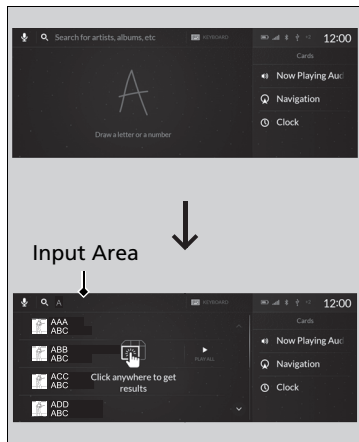 Search for artists, albums, etc
KEYBOARD
12:00
Cards
Now Playing Aud
A
Navigation
Clock
Draw a letter or a number
Input Area
A
KEYBOARD
12:00
Cards
AAA
ABC
Now Playing Aud
ABB
ABC
PLAY ALL
Navigation
ACC
ABC
Click anywhere to get
results
Clock
ADD
ABC